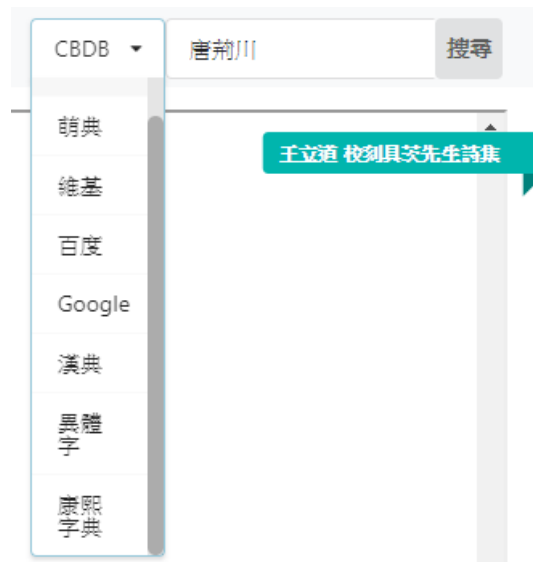 CBDB
唐荊川
搜尋
萌典
王立道 校刻具茨先生詩集
維基
百度
Google
漢典
異體
字
康熙
字典